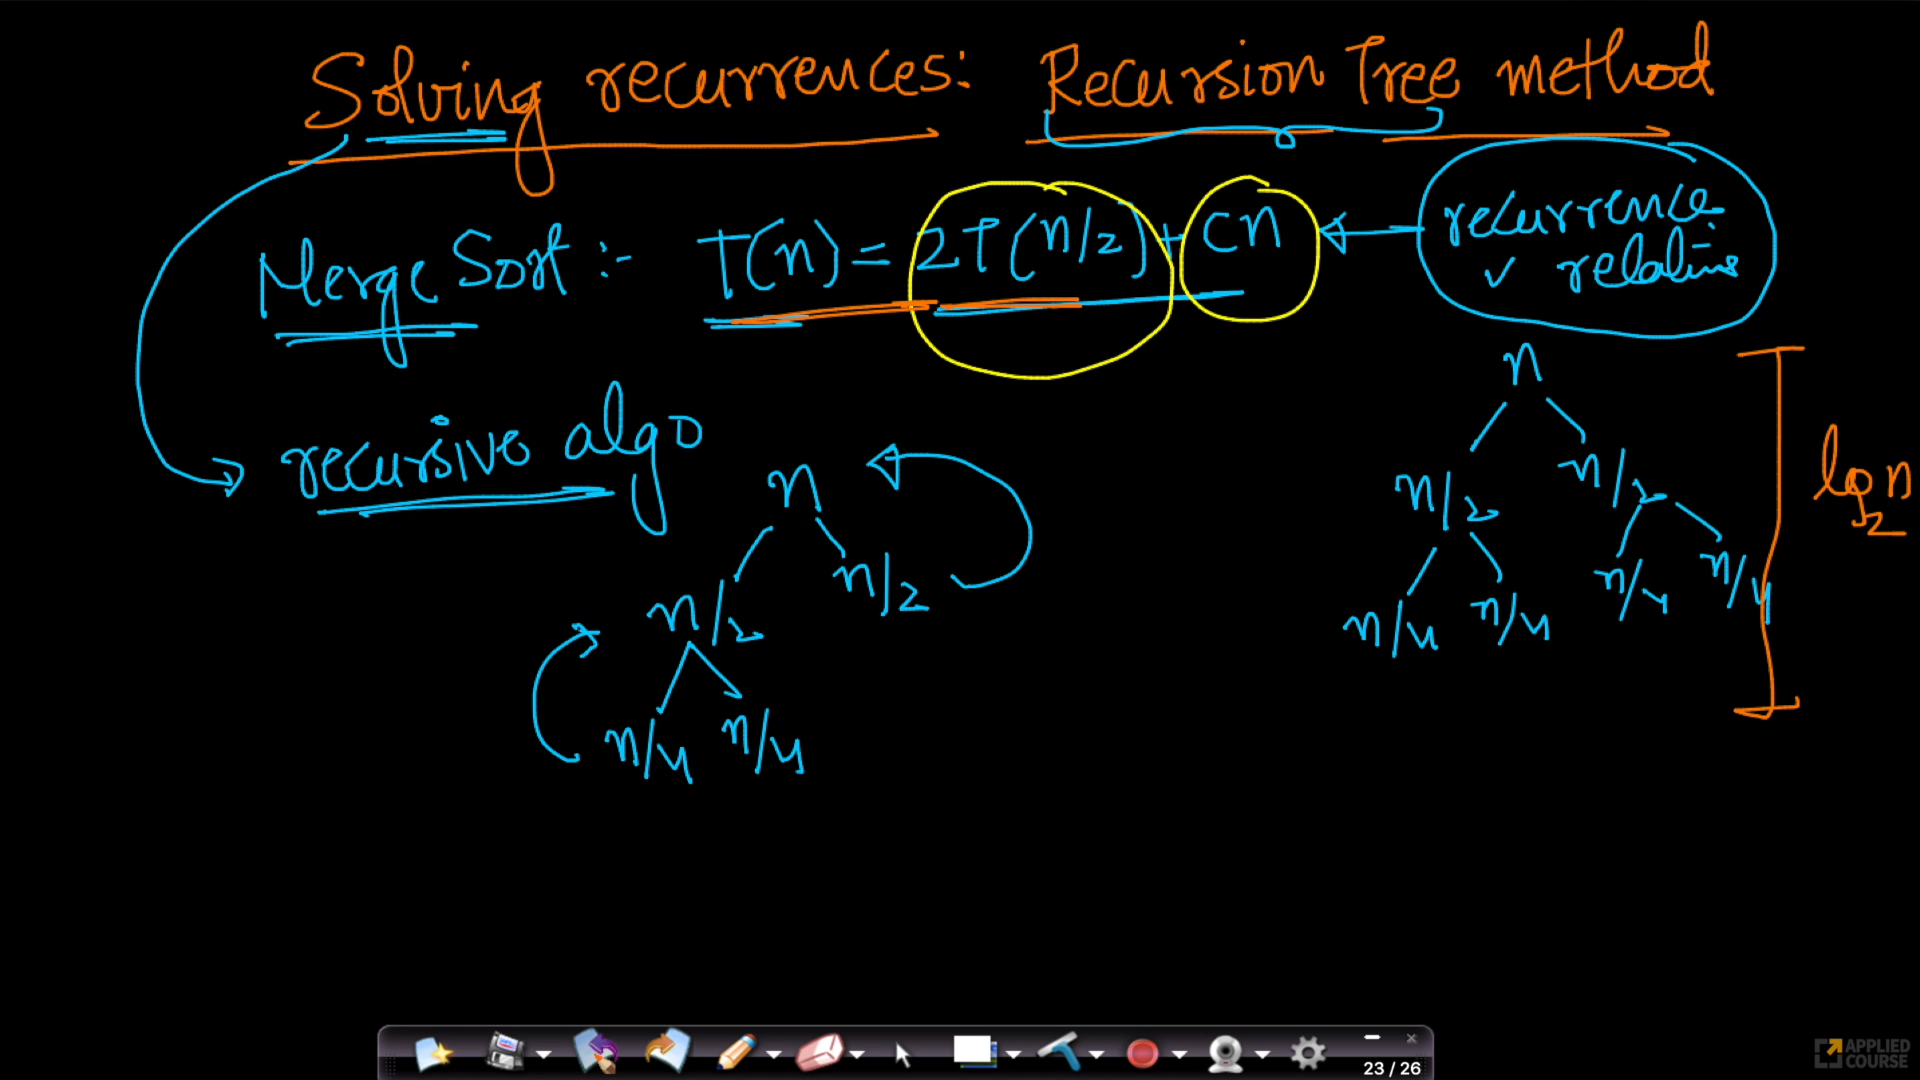 Solving recurrences: Recursion Tree method
Merge Sort :- T(n) = 2T(n/2) + cn
recurrence
✓ relations
recursive algo
n
n/2 n/2
n/4 n/4
n
n/2 n/2
n/4 n/4 n/4 n/4
log₂n
23 / 26
APPLIED
COURSE